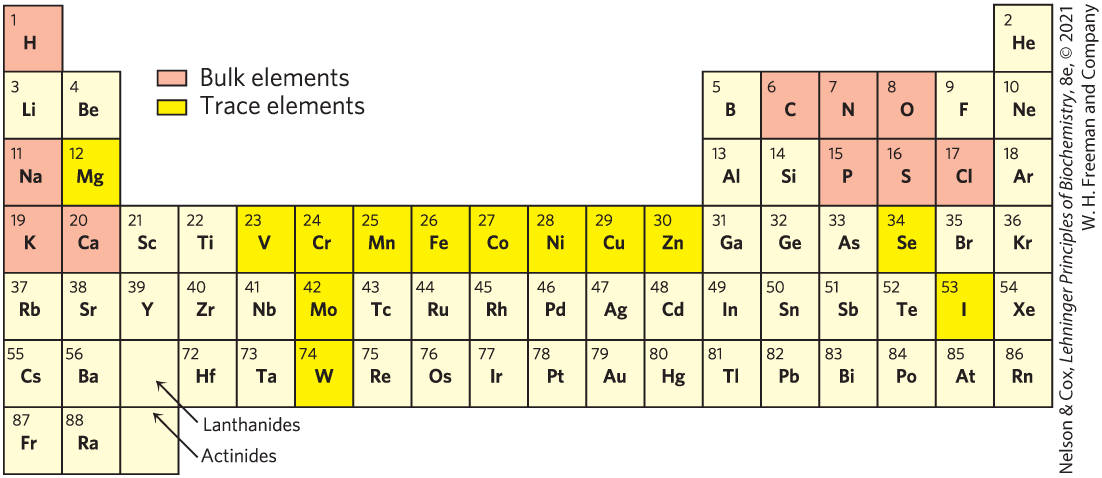 1 2
H He
Bulk elements
3 4 5 6 7 8 9 10
Li Be B C N O F Ne
Trace elements
11 12 13 14 15 16 17 18
Na Mg Al Si P S Cl Ar
19 20 21 22 23 24 25 26 27 28 29 30 31 32 33 34 35 36
K Ca Sc Ti V Cr Mn Fe Co Ni Cu Zn Ga Ge As Se Br Kr
37 38 39 40 41 42 43 44 45 46 47 48 49 50 51 52 53 54
Rb Sr Y Zr Nb Mo Tc Ru Rh Pd Ag Cd In Sn Sb Te I Xe
55 56 72 73 74 75 76 77 78 79 80 81 82 83 84 85 86
Cs Ba Hf Ta W Re Os Ir Pt Au Hg Tl Pb Bi Po At Rn
87 88
Fr Ra
Lanthanides
Actinides
Nelson & Cox, Lehninger Principles of Biochemistry, 8e, © 2021
W. H. Freeman and Company